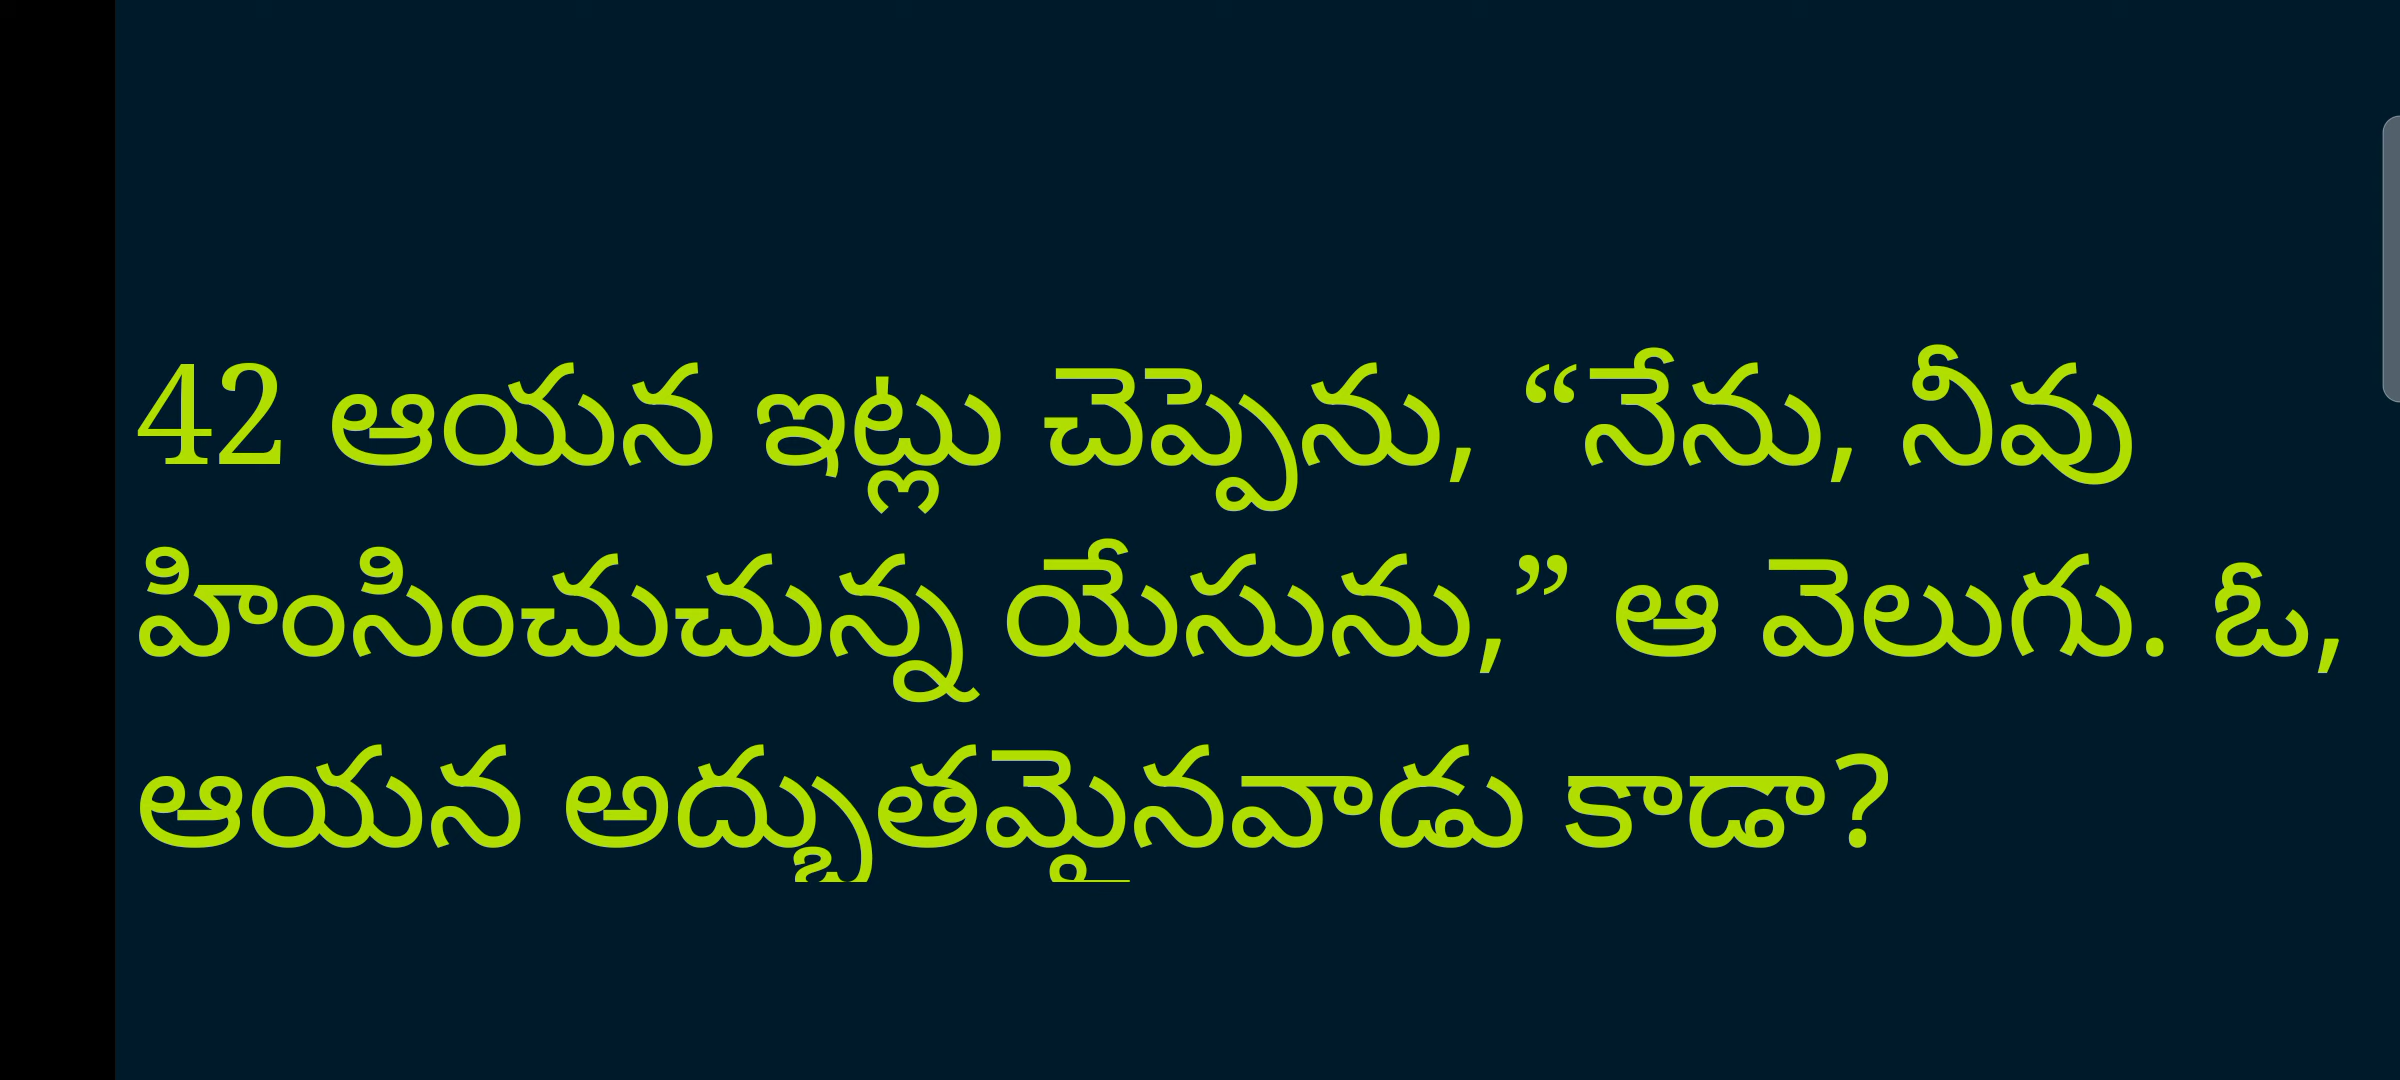 42 ఆయన ఇట్లు చెప్పెను, “నేను, నీవు
హింసించుచున్న యేసును,” ఆ వెలుగు. ఓ,
ఆయన అద్భుతమైనవాడు కాడా?